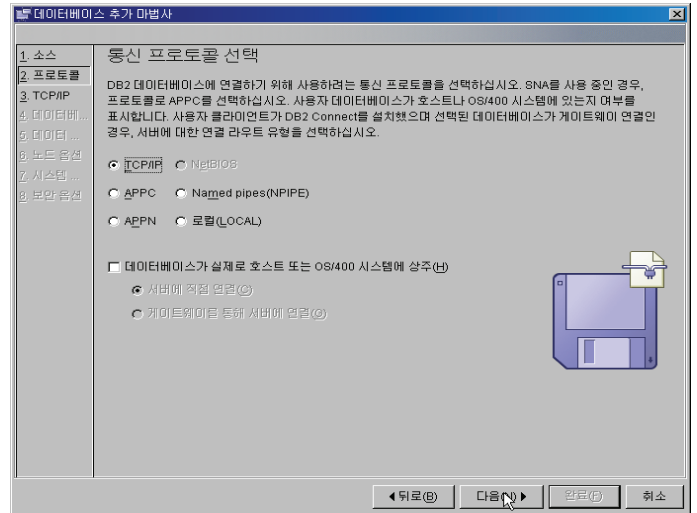 데이터베이스 추가 마법사
1. 소스
2. 프로토콜
3. TCP/IP
4. 데이터베...
5. 데이터 ...
6. 노드 옵션
7. 시스템 ...
8. 보안 옵션
통신 프로토콜 선택
DB2 데이터베이스에 연결하기 위해 사용하려는 통신 프로토콜을 선택하십시오. SNA를 사용 중인 경우,
프로토콜로 APPC를 선택하십시오. 사용자 데이터베이스가 호스트나 OS/400 시스템에 있는지 여부를
표시합니다. 사용자 클라이언트가 DB2 Connect를 설치했으며 선택된 데이터베이스가 게이트웨이 연결인
경우, 서버에 대한 연결 라우트 유형을 선택하십시오.
TCP/IP NetBIOS
APPC Named pipes(NPIPE)
APPN 로컬(LOCAL)
데이터베이스가 실제로 호스트 또는 OS/400 시스템에 상주(H)
서버에 직접 연결(C)
게이트웨이를 통해 서버에 연결(G)
뒤로(B) 다음(N) 완료(F) 취소